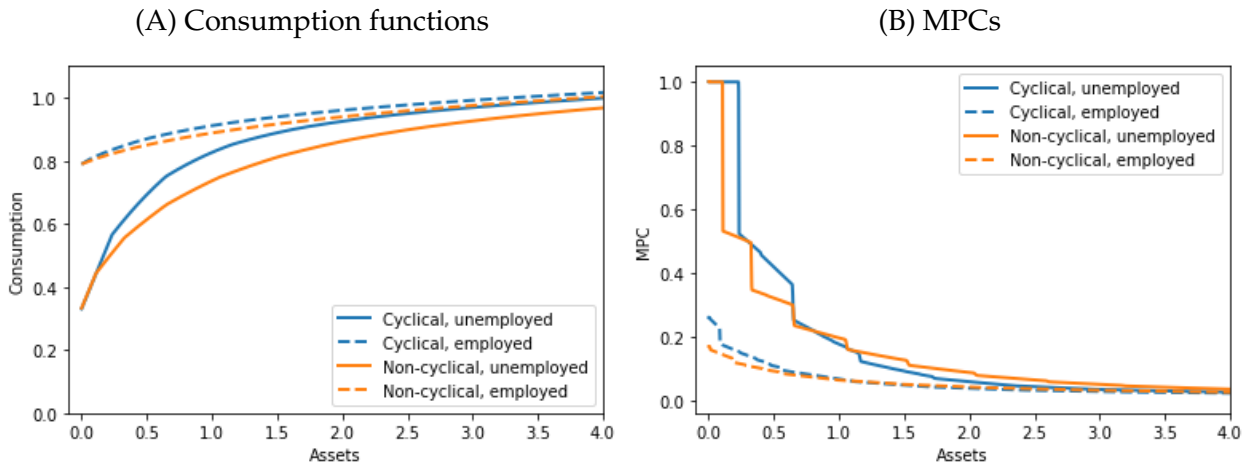 (A) Consumption functions
1.0
0.8
0.6
0.4
0.2
0.0
Consumption
0.0 0.5 1.0 1.5 2.0 2.5 3.0 3.5 4.0
Assets
Cyclical, unemployed
Cyclical, employed
Non-cyclical, unemployed
Non-cyclical, employed
(B) MPCs
1.0
0.8
0.6
0.4
0.2
0.0
MPC
0.0 0.5 1.0 1.5 2.0 2.5 3.0 3.5 4.0
Assets
Cyclical, unemployed
Cyclical, employed
Non-cyclical, unemployed
Non-cyclical, employed